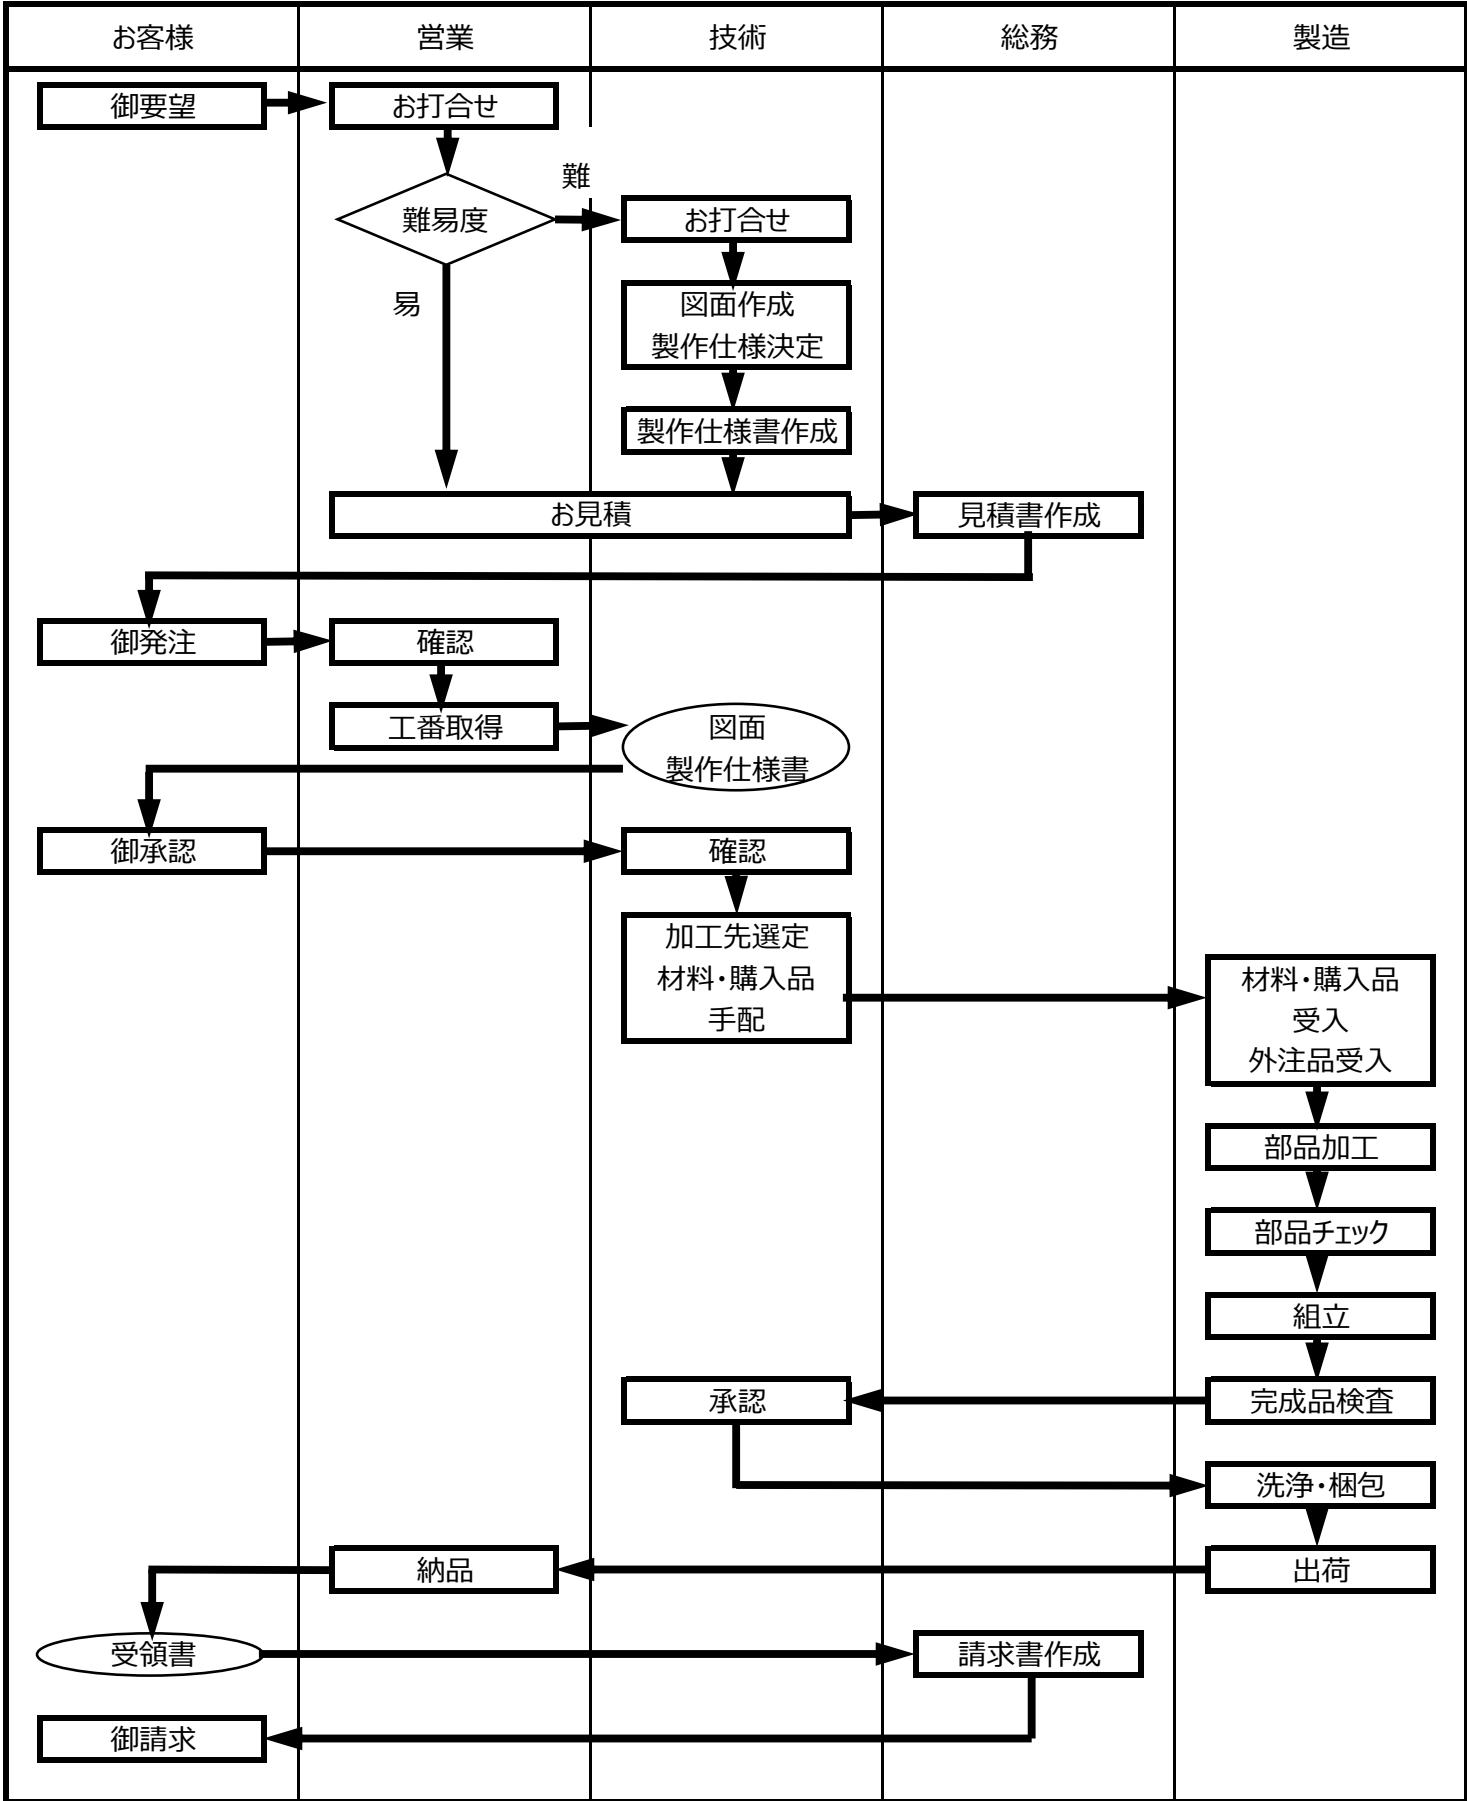 お客様
営業
技術
総務
製造
御要望
お打合せ
難
難易度
お打合せ
易
図面作成
製作仕様決定
製作仕様書作成
お見積
見積書作成
御発注
確認
工番取得
図面
製作仕様書
御承認
確認
加工先選定
材料・購入品
手配
材料・購入品
受入
外注品受入
部品加工
部品チェック
組立
承認
完成品検査
洗浄・梱包
納品
出荷
受領書
請求書作成
御請求